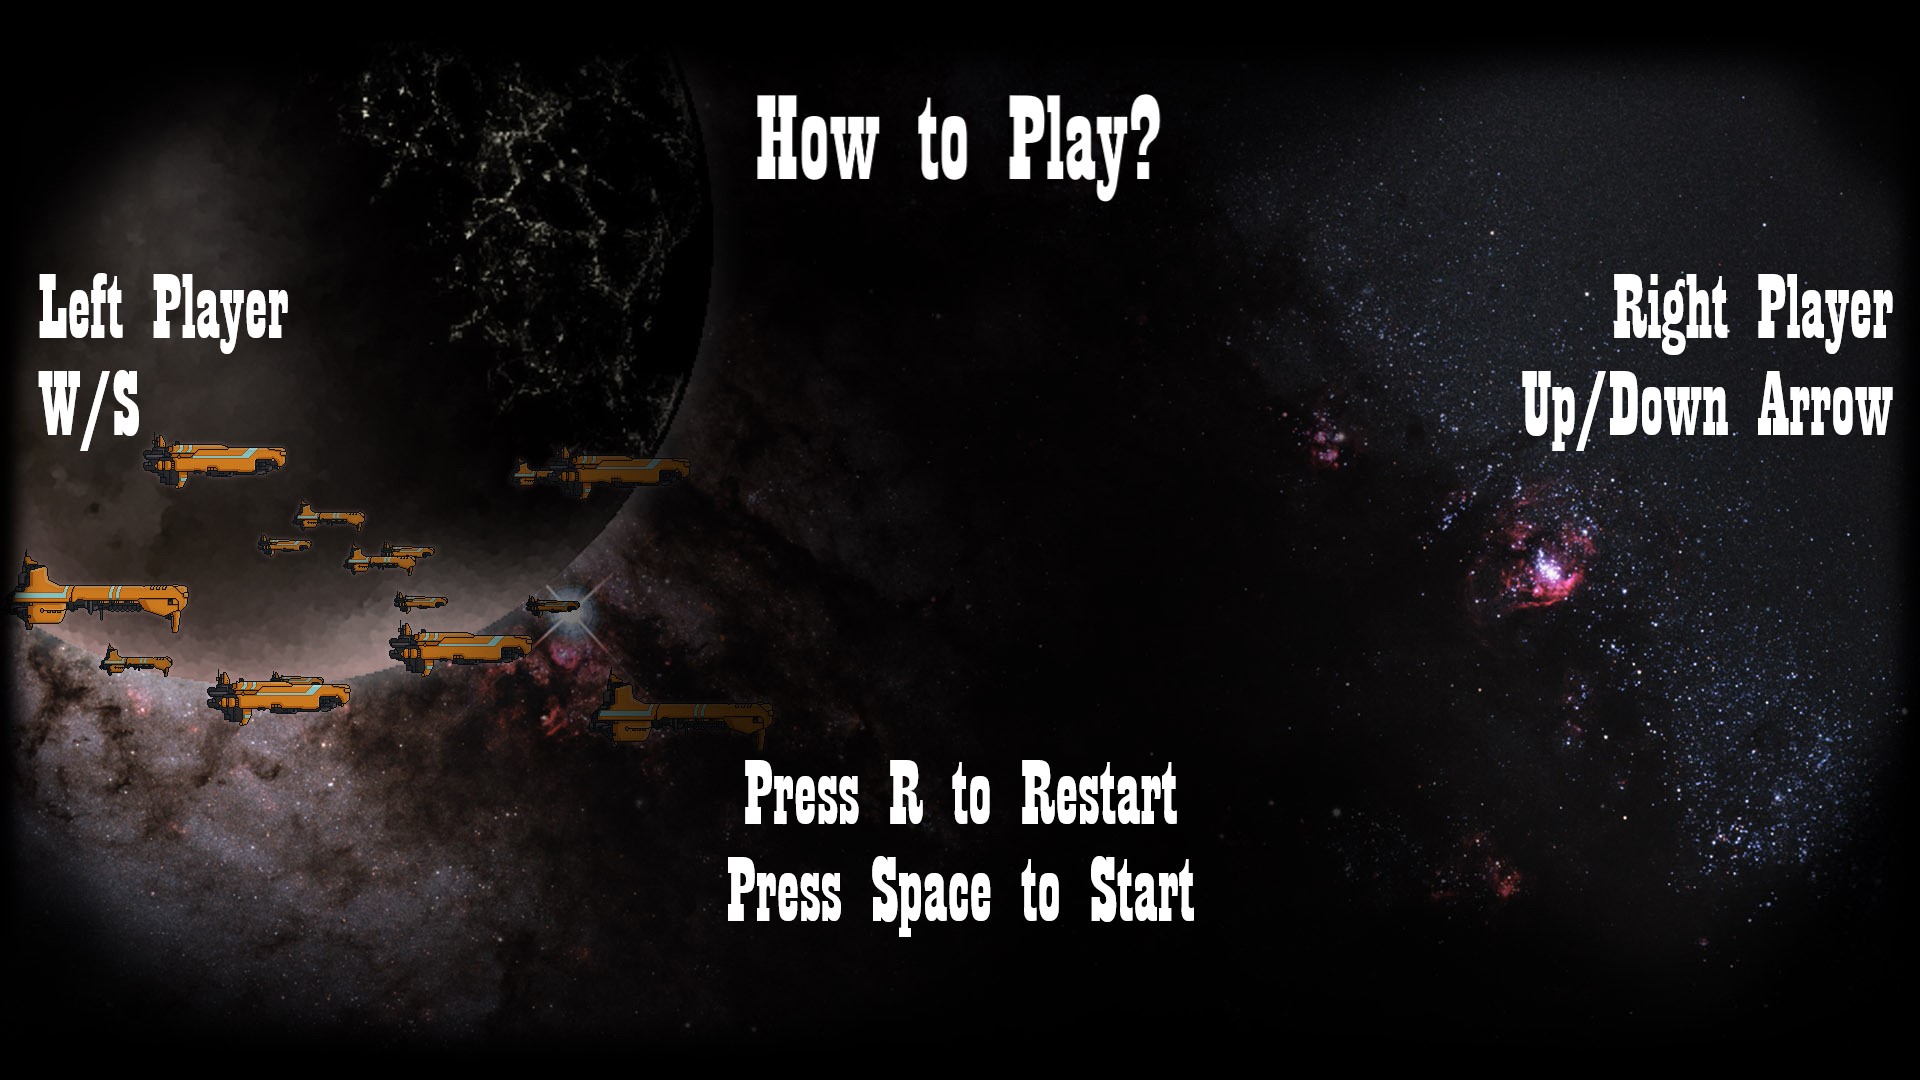 How to Play?
Left Player
W/S
Right Player
Up/Down Arrow
Press R to Restart
Press Space to Start